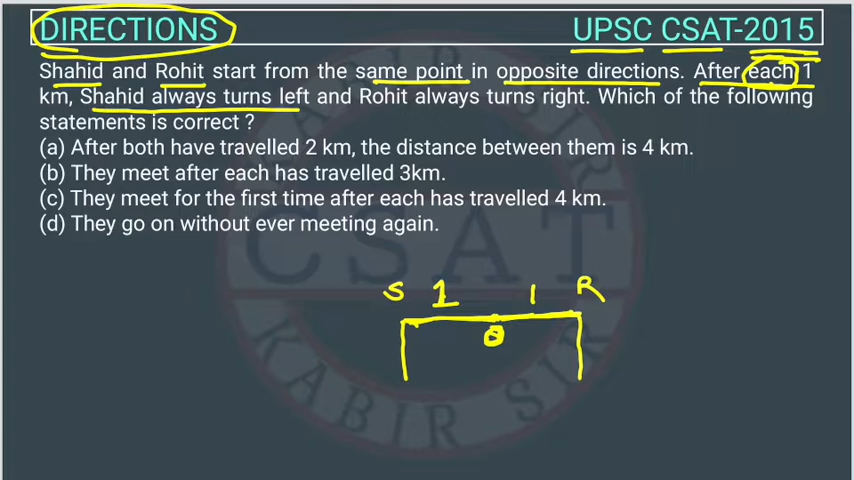 DIRECTIONS UPSC CSAT-2015
Shahid and Rohit start from the same point in opposite directions. After each 1
km, Shahid always turns left and Rohit always turns right. Which of the following
statements is correct ?
(a) After both have travelled 2 km, the distance between them is 4 km.
(b) They meet after each has travelled 3km.
(c) They meet for the first time after each has travelled 4 km.
(d) They go on without ever meeting again.
CSAT
KABIR SIR
S 1 1 R